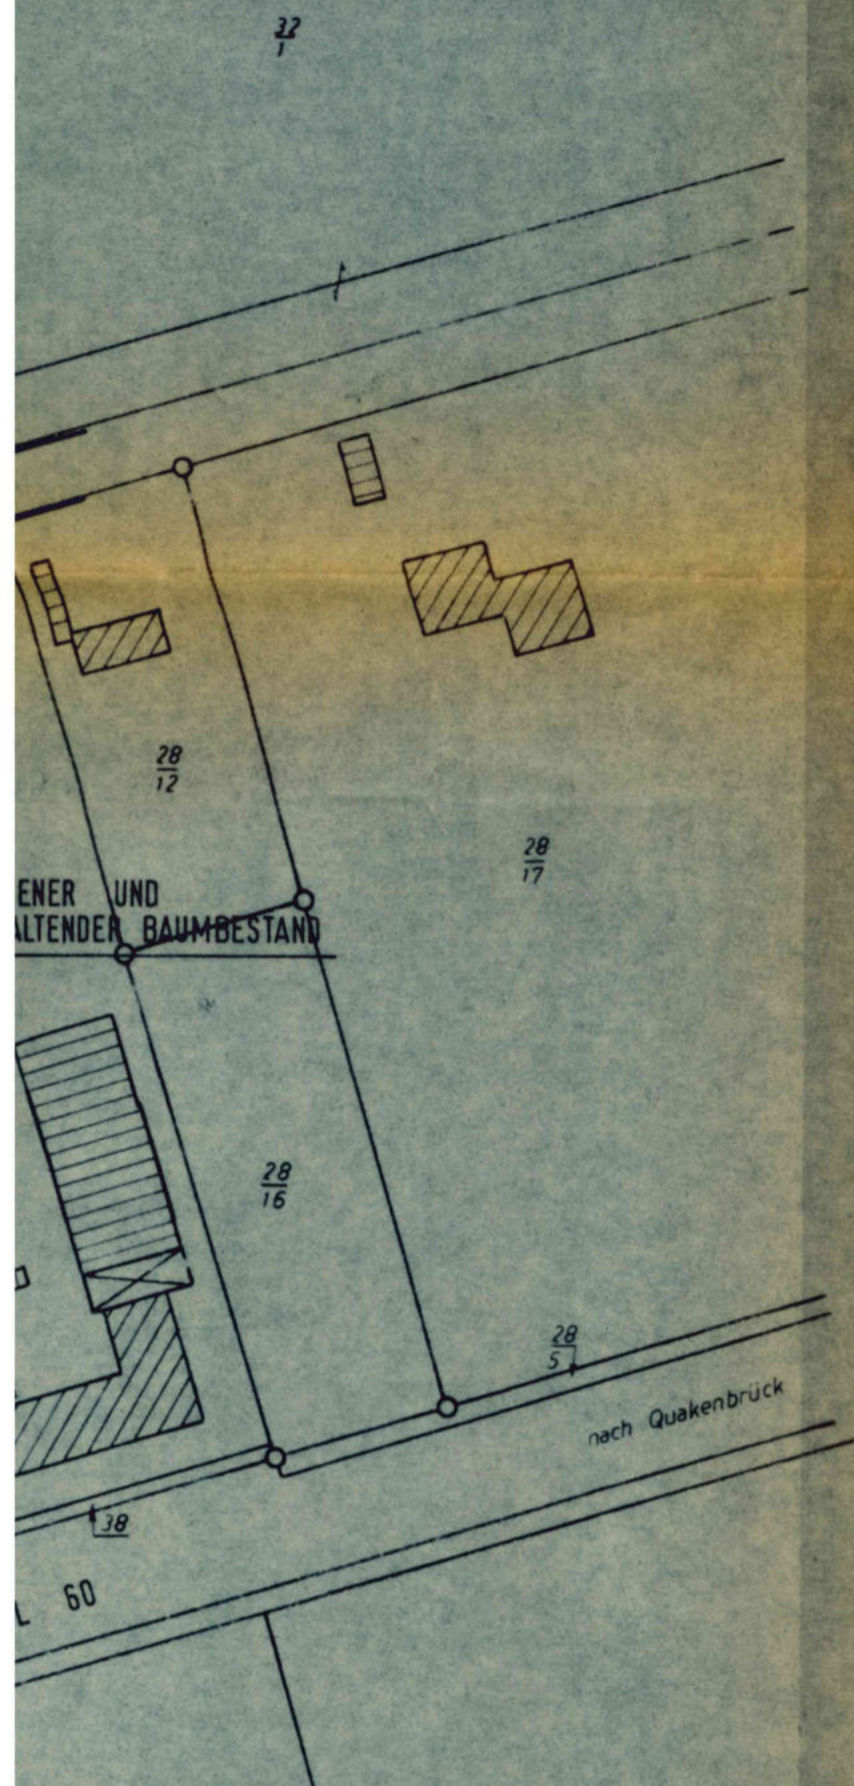 32
1
28
12
28
17
ENER UND
ALTENDER BAUMBESTAND
28
16
28
5
nach Quakenbrück
38
L 60